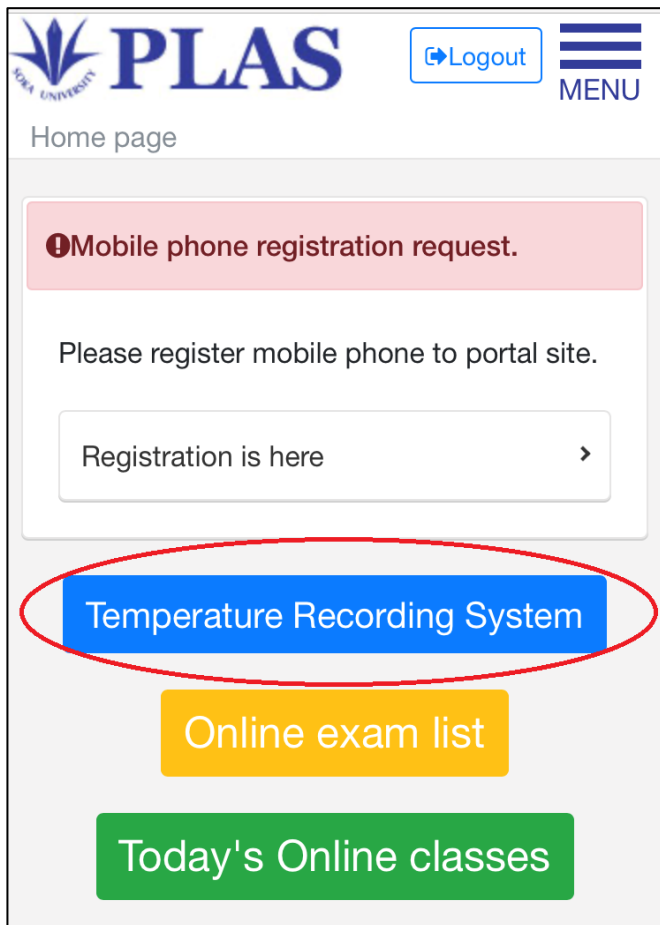 PLAS
SOKA UNIVERSITY
Logout
MENU
Home page
Mobile phone registration request.
Please register mobile phone to portal site.
Registration is here
Temperature Recording System
Online exam list
Today's Online classes